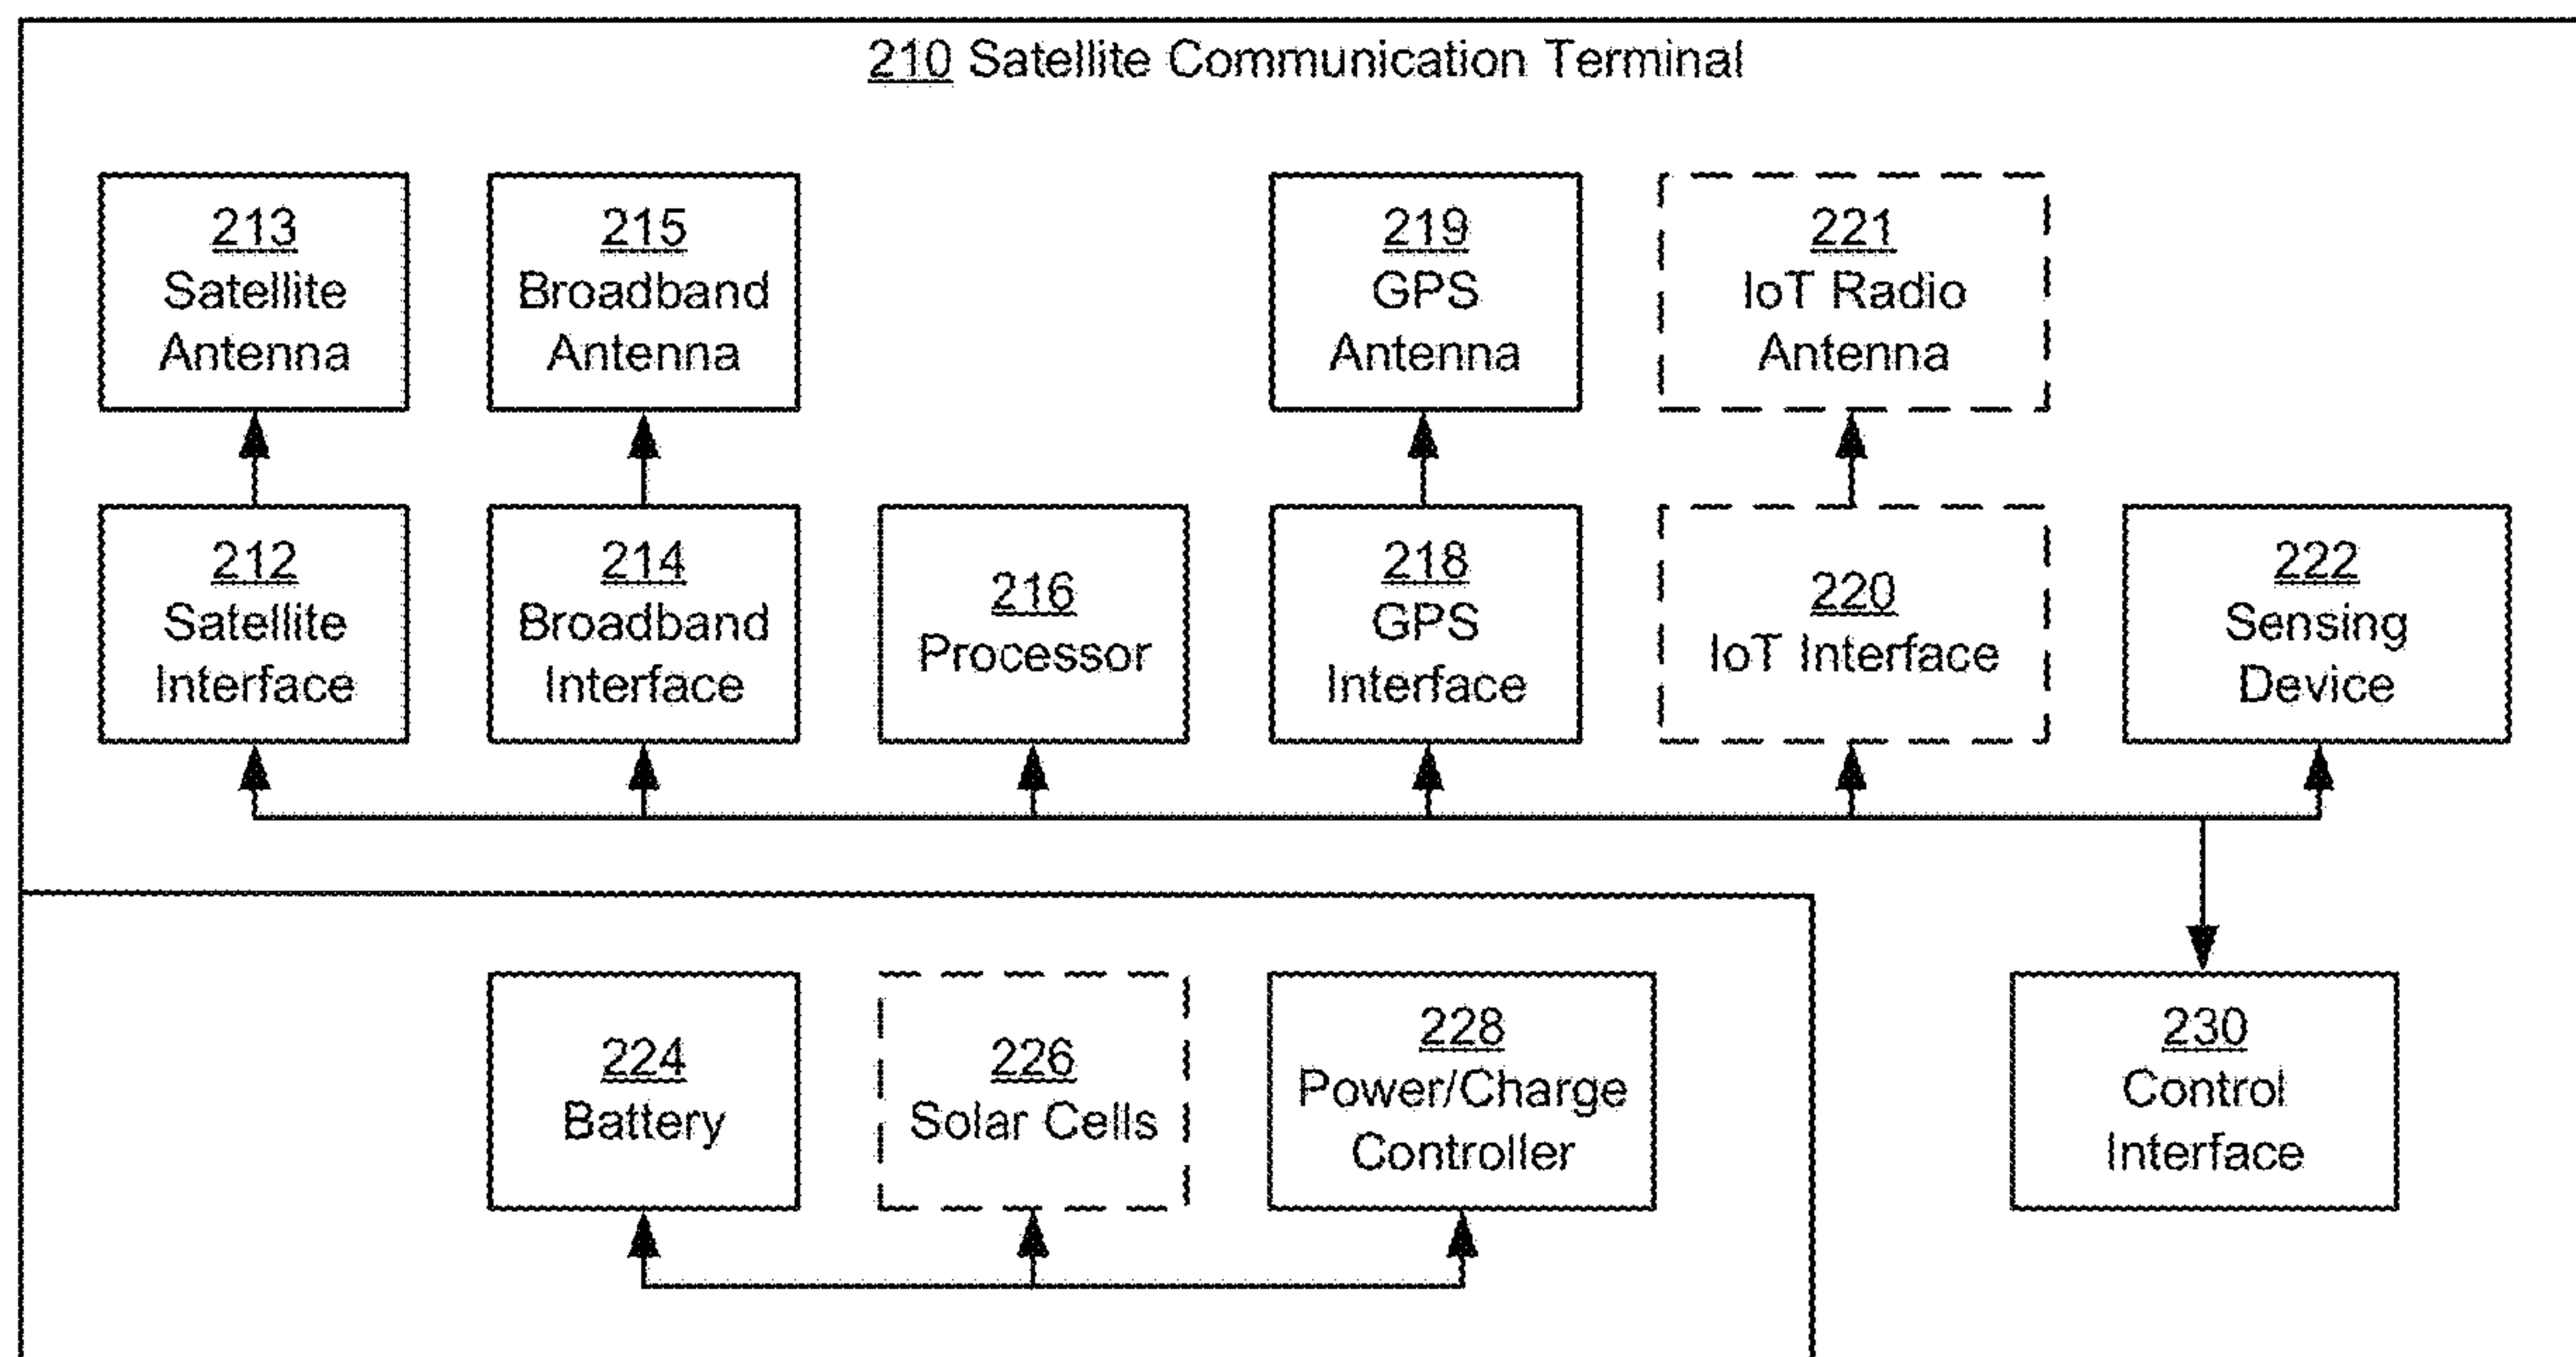 210 Satellite Communication Terminal
213
Satellite
Antenna
215
Broadband
Antenna
219
GPS
Antenna
221
IoT Radio
Antenna
212
Satellite
Interface
214
Broadband
Interface
216
Processor
218
GPS
Interface
220
IoT Interface
222
Sensing
Device
224
Battery
226
Solar Cells
228
Power/Charge
Controller
230
Control
Interface